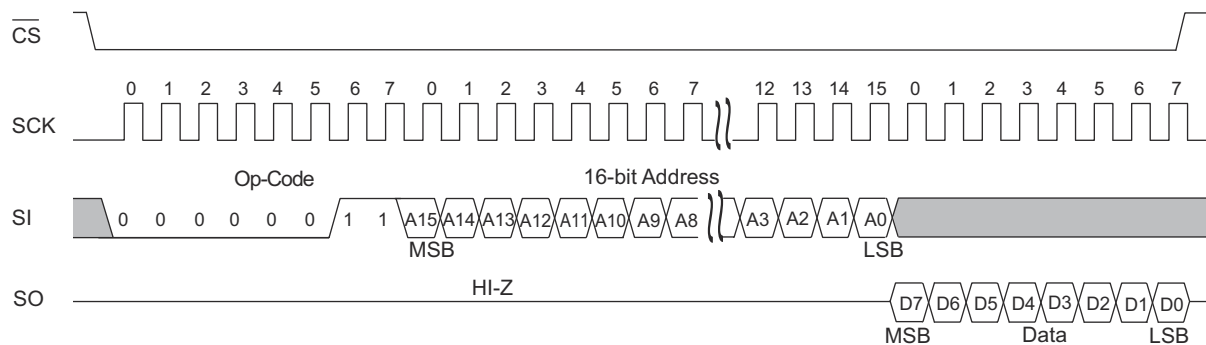 CS
0 1 2 3 4 5 6 7 0 1 2 3 4 5 6 7 12 13 14 15 0 1 2 3 4 5 6 7
SCK
Op-Code 16-bit Address
SI 0 0 0 0 0 0 1 1 A15 A14 A13 A12 A11 A10 A9 A8 A3 A2 A1 A0
MSB LSB
HI-Z
SO D7 D6 D5 D4 D3 D2 D1 D0
MSB Data LSB